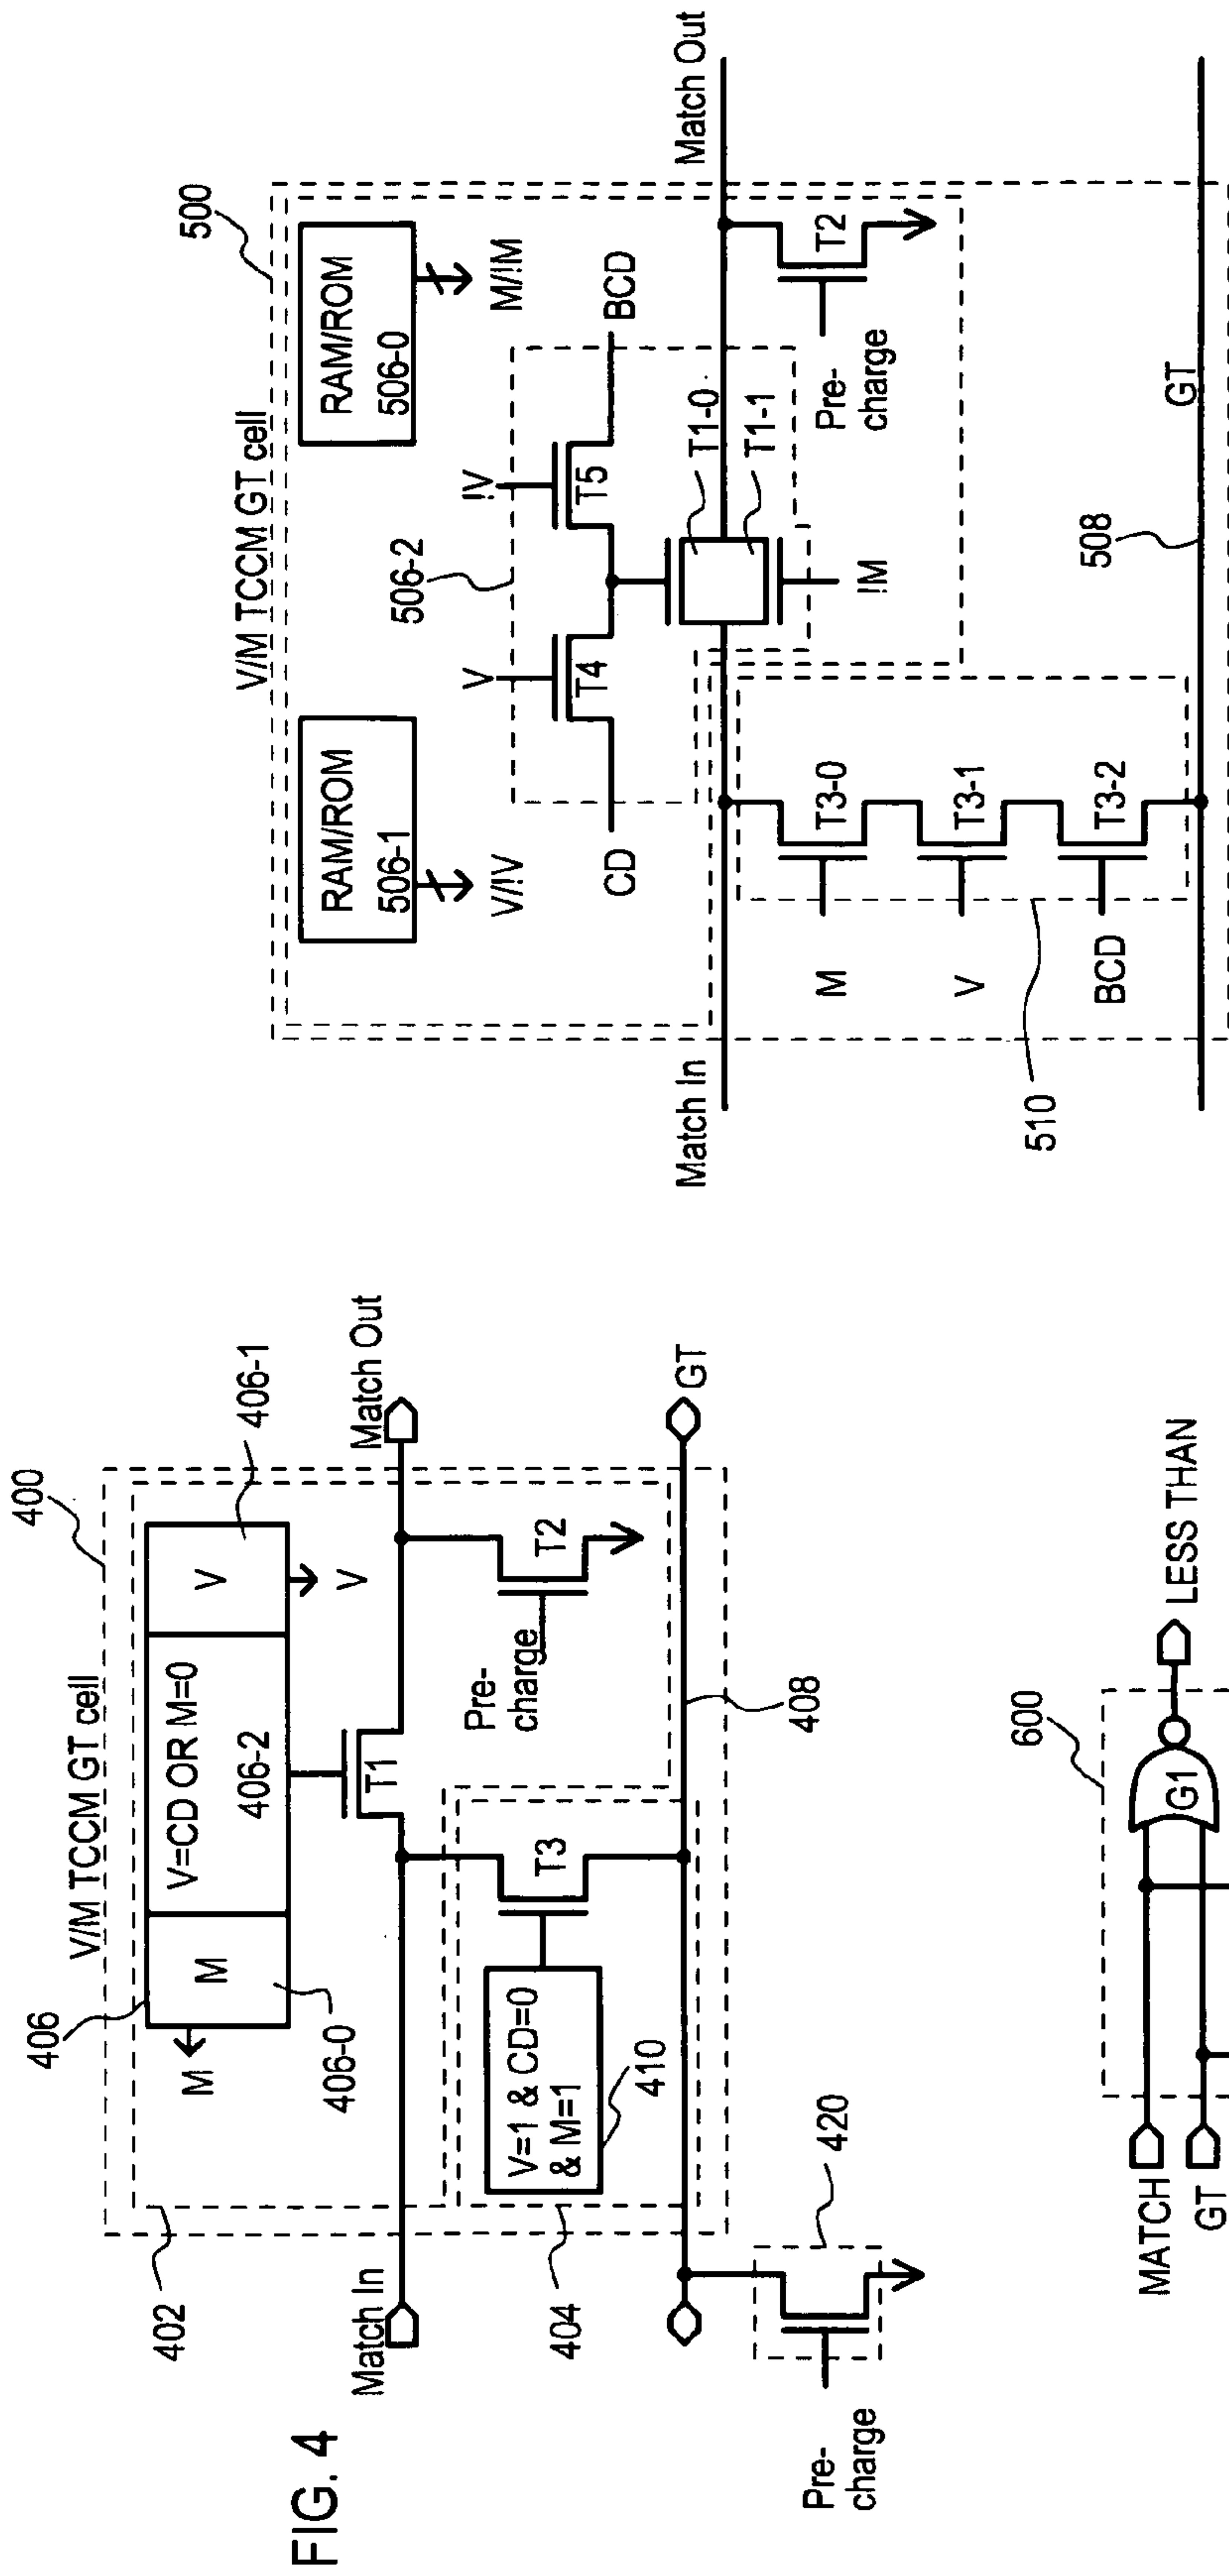 FIG. 4
V/M TCCM GT cell
400
406
M
M
V=CD OR M=0
406-2
V
V
406-1
406-0
402
Match In
T1
Match Out
Pre-
charge
T2
V=1 & CD=0
& M=1
410
T3
404
408
GT
420
Pre-
charge
V/M TCCM GT cell
500
RAM/ROM
506-1
V/!V
RAM/ROM
506-0
M/!M
506-2
V
!V
T4
T5
CD
BCD
T1-0
T1-1
!M
Match In
Match Out
Pre-
charge
T2
M
T3-0
V
T3-1
BCD
T3-2
510
508
GT
600
MATCH
GT
G1
LESS THAN